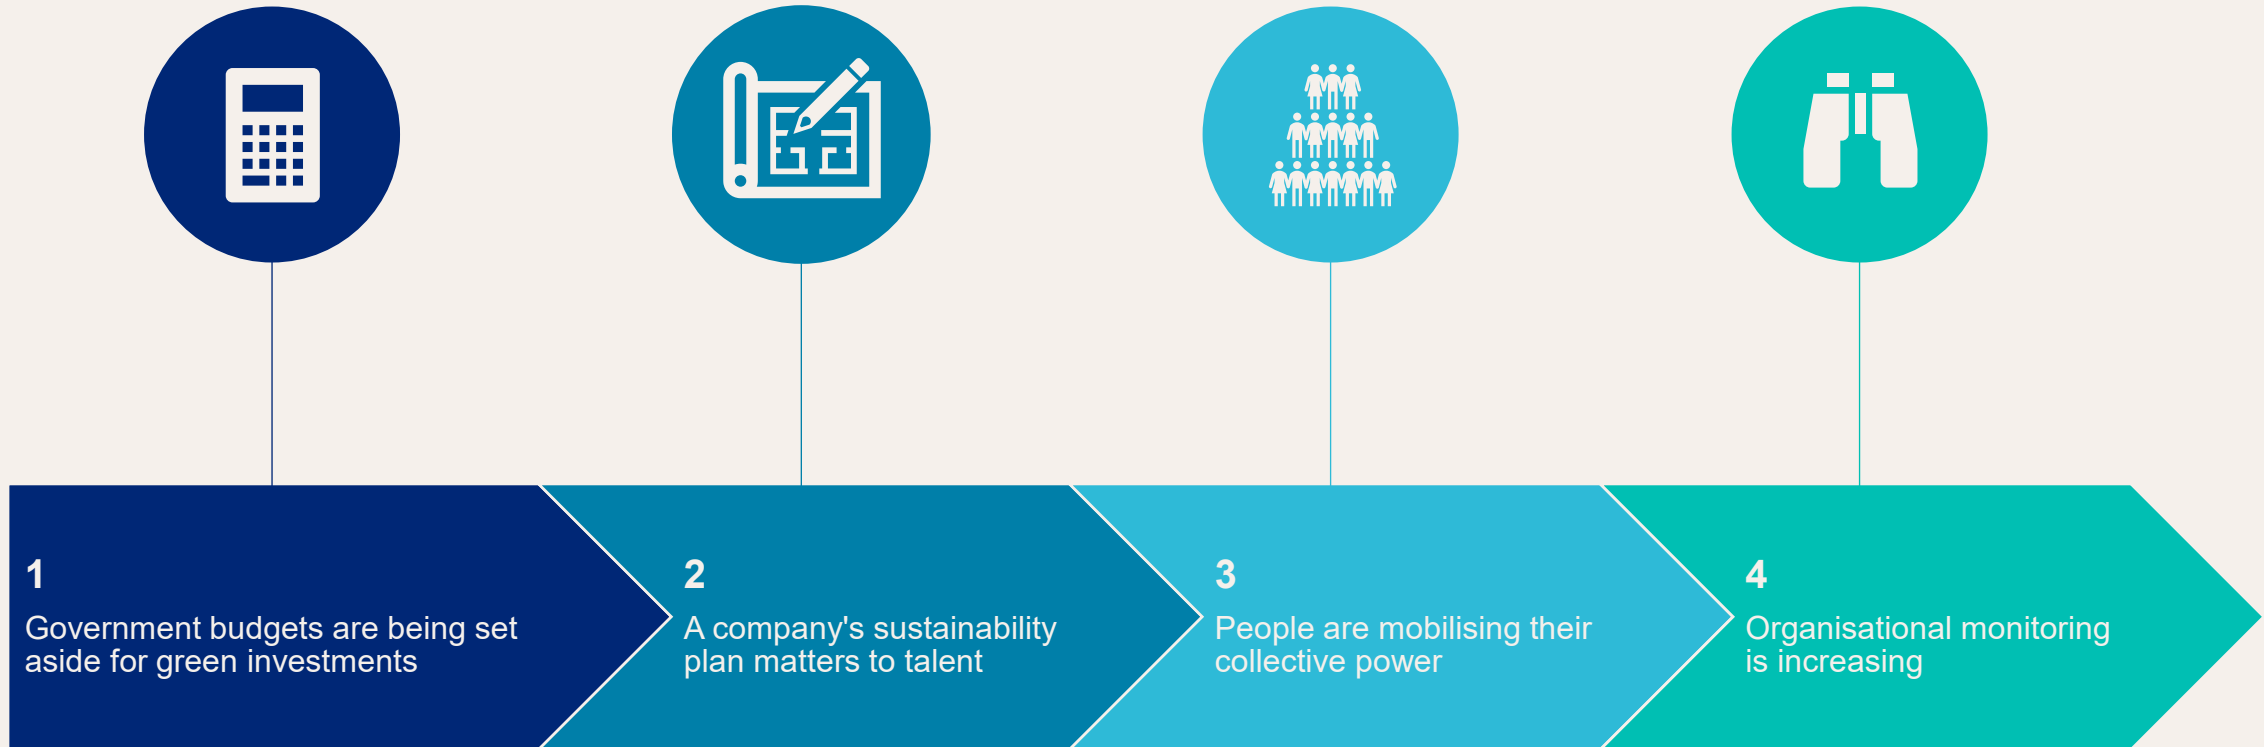 1
Government budgets are being set
aside for green investments
2
A company's sustainability
plan matters to talent
3
People are mobilising their
collective power
4
Organisational monitoring
is increasing